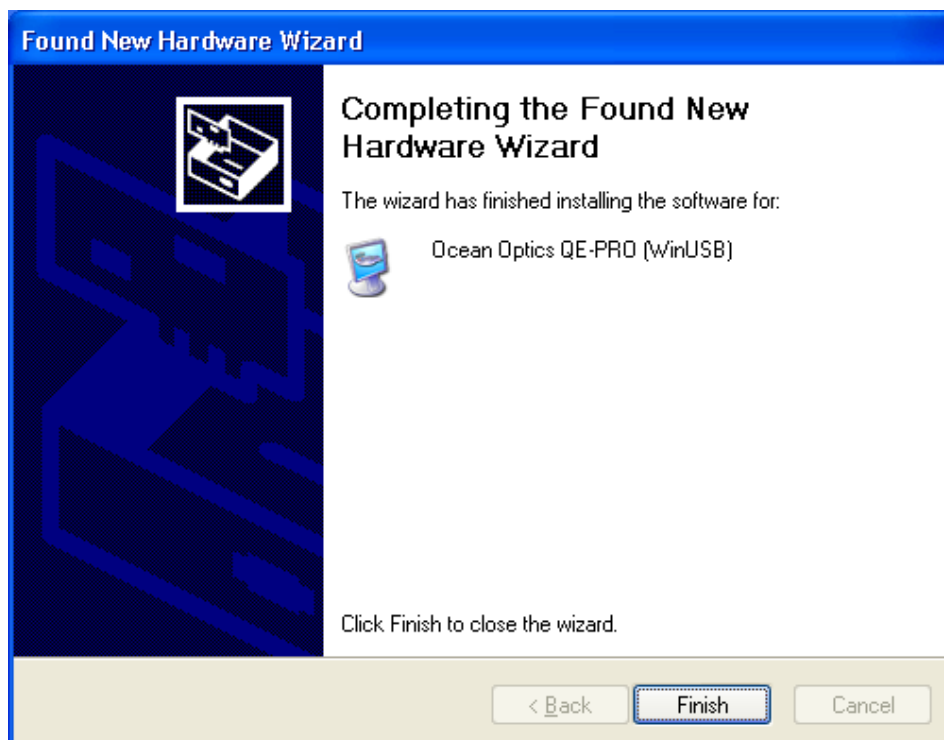 Found New Hardware Wizard
Completing the Found New
Hardware Wizard
The wizard has finished installing the software for:
Ocean Optics QE-PRO (WinUSB)
Click Finish to close the wizard.
< Back
Finish
Cancel